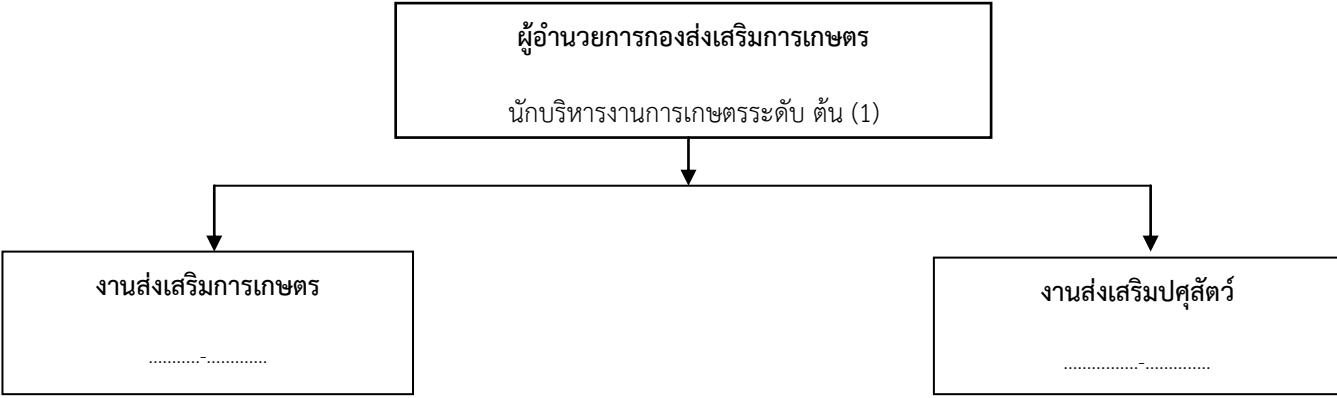 ผู้อำนวยการกองส่งเสริมการเกษตร
นักบริหารงานการเกษตรระดับ ต้น (1)
งานส่งเสริมการเกษตร
...........-.............
งานส่งเสริมปศุสัตว์
................-..............